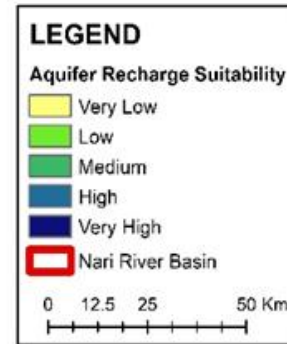 LEGEND
Aquifer Recharge Suitability
Very Low
Low
Medium
High
Very High
Nari River Basin
0 12.5 25 50 Km